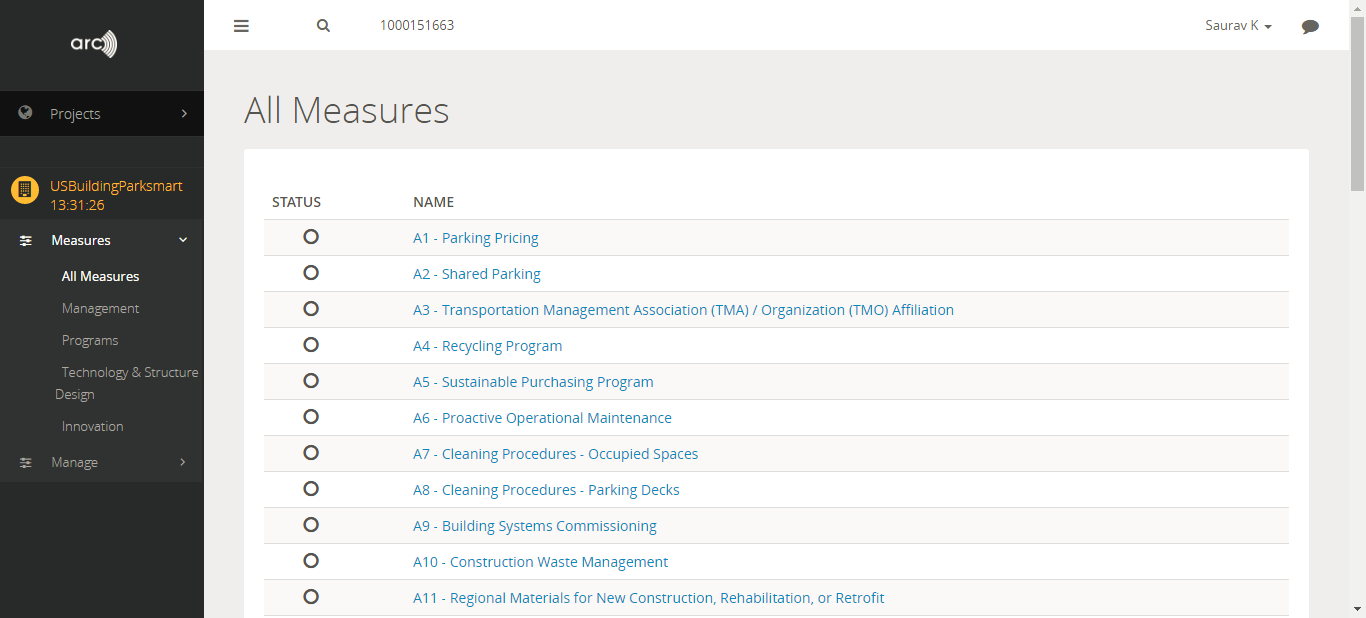 arc
1000151663
Saurav K
Projects
USBuildingParksmart
13:31:26
Measures
All Measures
Management
Programs
Technology & Structure
Design
Innovation
Manage
All Measures
STATUS NAME
A1 - Parking Pricing
A2 - Shared Parking
A3 - Transportation Management Association (TMA) / Organization (TMO) Affiliation
A4 - Recycling Program
A5 - Sustainable Purchasing Program
A6 - Proactive Operational Maintenance
A7 - Cleaning Procedures - Occupied Spaces
A8 - Cleaning Procedures - Parking Decks
A9 - Building Systems Commissioning
A10 - Construction Waste Management
A11 - Regional Materials for New Construction, Rehabilitation, or Retrofit